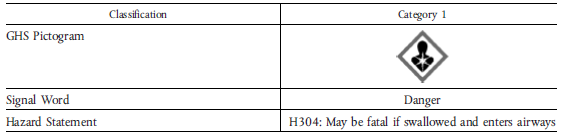 Classification Category 1
GHS Pictogram
Signal Word Danger
Hazard Statement H304: May be fatal if swallowed and enters airways